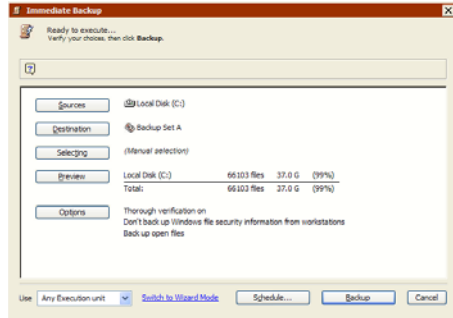 Immediate Backup
Ready to execute...
Verify your choices, then click Backup.
Sources
Local Disk (C:)
Destination
Backup Set A
Selecting
(Manual selection)
Preview
Local Disk (C:) 66103 files 37.0 G (99%)
Total: 66103 files 37.0 G (99%)
Options
Thorough verification on
Don't back up Windows file security information from workstations
Back up open files
Use Any Execution unit Switch to Wizard Mode Schedule... Backup Cancel